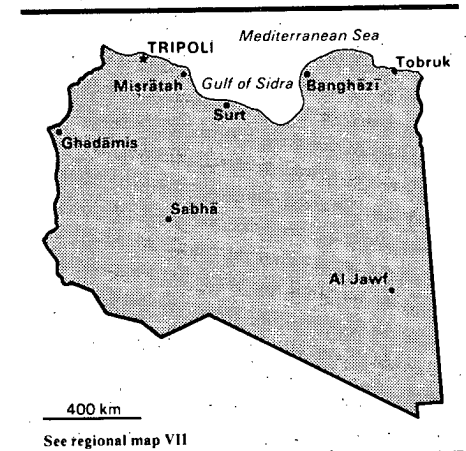 Mediterranean Sea
TRIPOLI
Tobruk
Miṣrātah
Gulf of Sidra
Banghāzī
Surt
Ghadāmis
Sabhā
Al Jawf
400 km
See regional map VII